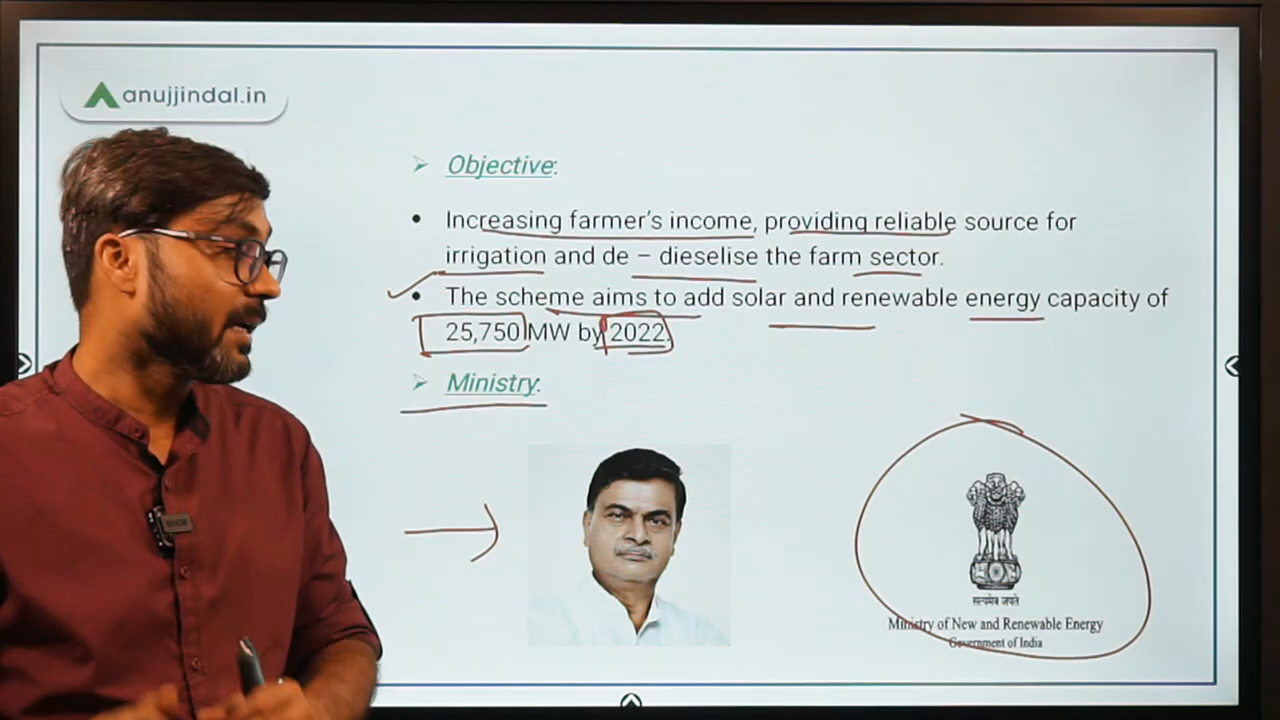 anujjindal.in
Objective:
Increasing farmer's income, providing reliable source for
irrigation and de – dieselise the farm sector.
The scheme aims to add solar and renewable energy capacity of
25,750 MW by 2022.
Ministry:
सत्यमेव जयते
Ministry of New and Renewable Energy
Government of India